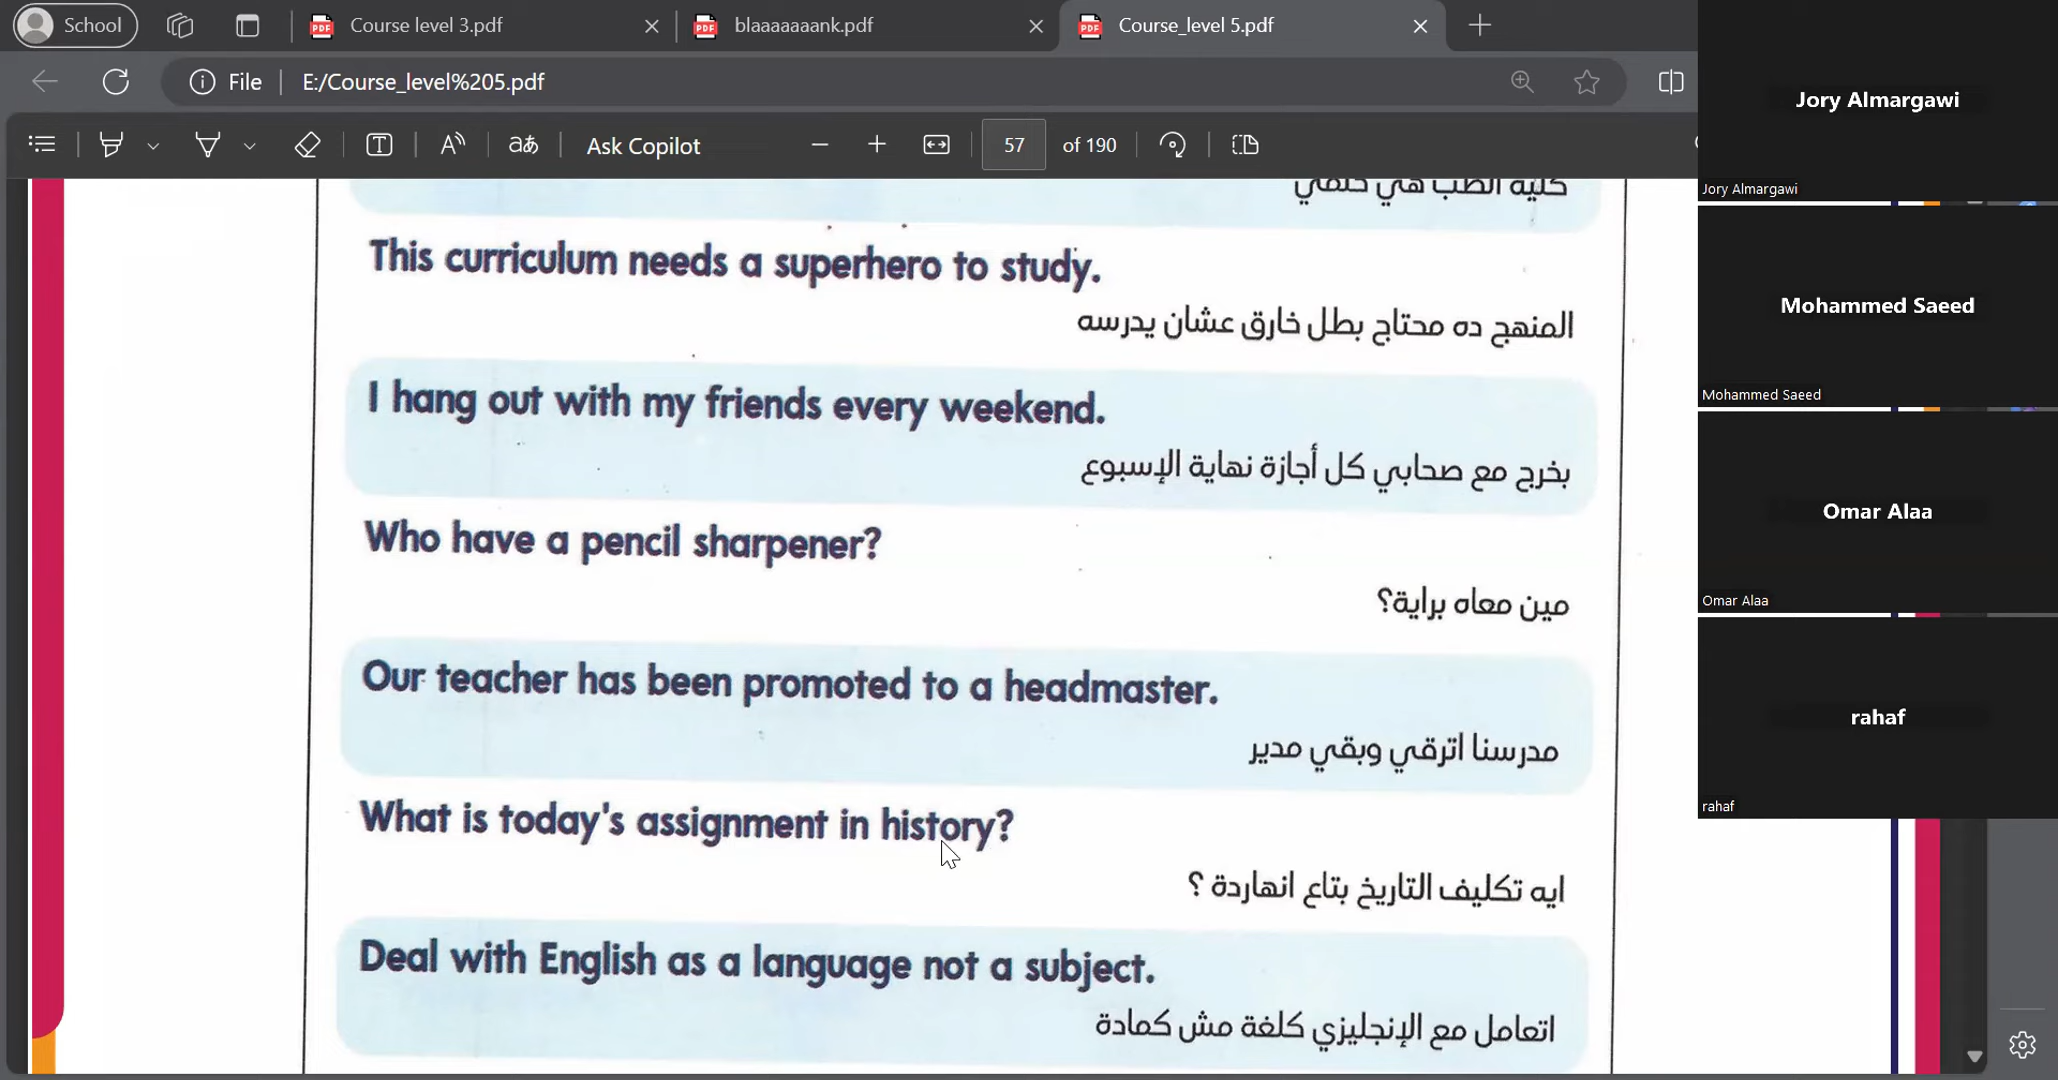 School
Course level 3.pdf
blaaaaaaank.pdf
Course_level 5.pdf
File
E:/Course_level%205.pdf
Ask Copilot
57
of 190
كلية الطب هي حلمي
This curriculum needs a superhero to study.
المنهج ده محتاج بطل خارق عشان يدرسه
I hang out with my friends every weekend.
بخرج مع صحابي كل أجازة نهاية الإسبوع
Who have a pencil sharpener?
مين معاه براية؟
Our teacher has been promoted to a headmaster.
مدرسنا اترقي وبقي مدير
What is today's assignment in history?
ايه تكليف التاريخ بتاع انهاردة ؟
Deal with English as a language not a subject.
اتعامل مع الإنجليزي كلغة مش كمادة
Jory Almargawi
Jory Almargawi
Mohammed Saeed
Mohammed Saeed
Omar Alaa
Omar Alaa
rahaf
rahaf